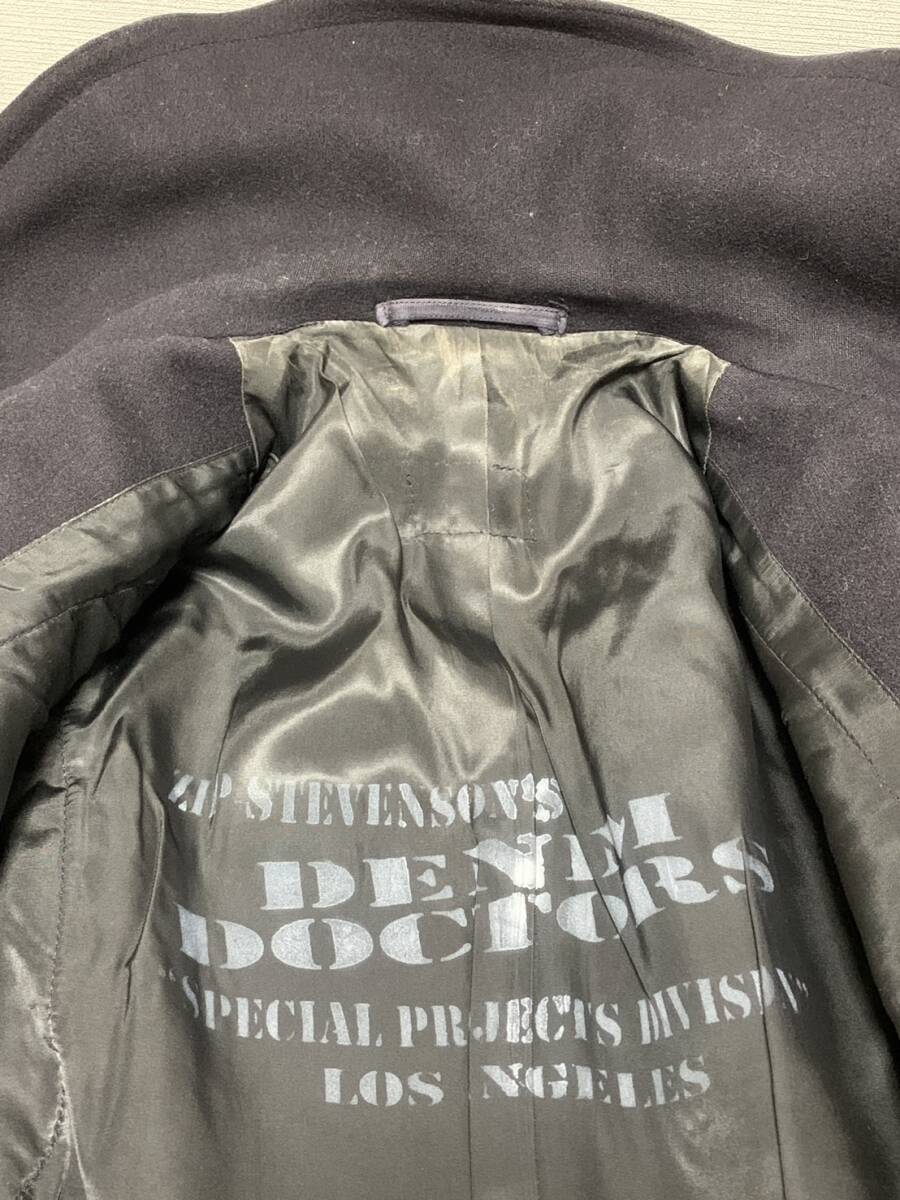 ZIP STEVENSON'S
DENIM
DOCTORS
"SPECIAL PROJECTS DIVISION"
LOS ANGELES